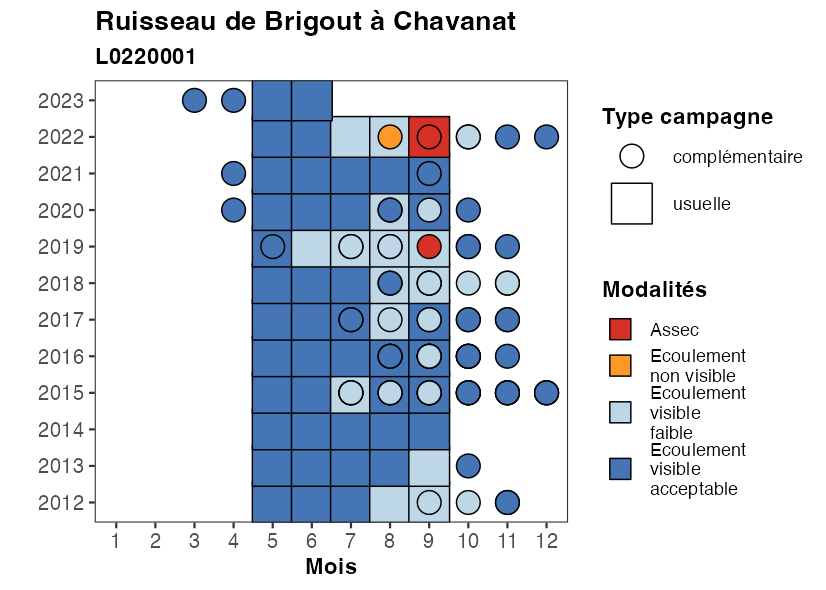 Ruisseau de Brigout à Chavanat
L0220001
2023
2022
2021
2020
2019
2018
2017
2016
2015
2014
2013
2012
1 2 3 4 5 6 7 8 9 10 11 12
Mois
Type campagne
complémentaire
usuelle
Modalités
Assec
Ecoulement
non visible
Ecoulement
visible
faible
Ecoulement
visible
acceptable